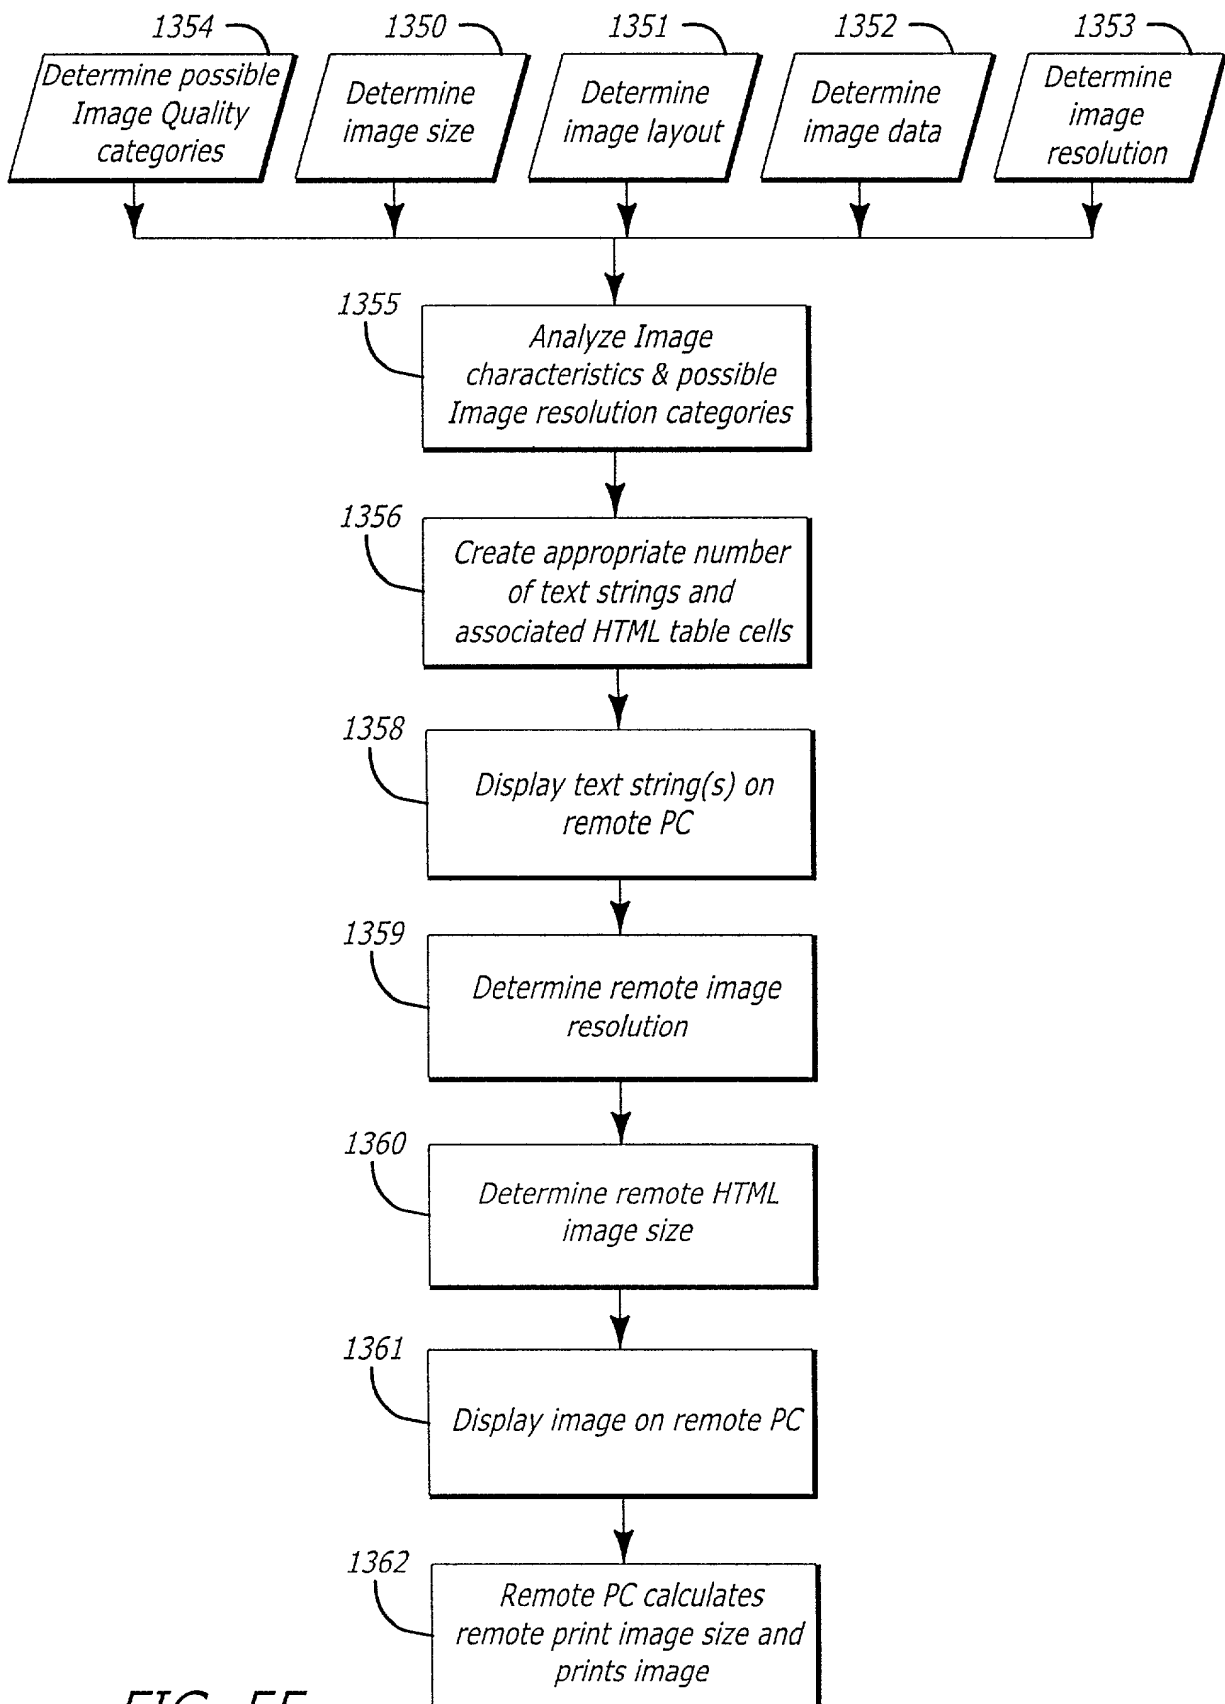 1354
1350
1351
1352
1353
Determine possible
Image Quality
categories
Determine
image size
Determine
image layout
Determine
image data
Determine
image
resolution
1355
Analyze Image
characteristics & possible
Image resolution categories
1356
Create appropriate number
of text strings and
associated HTML table cells
1358
Display text string(s) on
remote PC
1359
Determine remote image
resolution
1360
Determine remote HTML
image size
1361
Display image on remote PC
1362
Remote PC calculates
remote print image size and
prints image